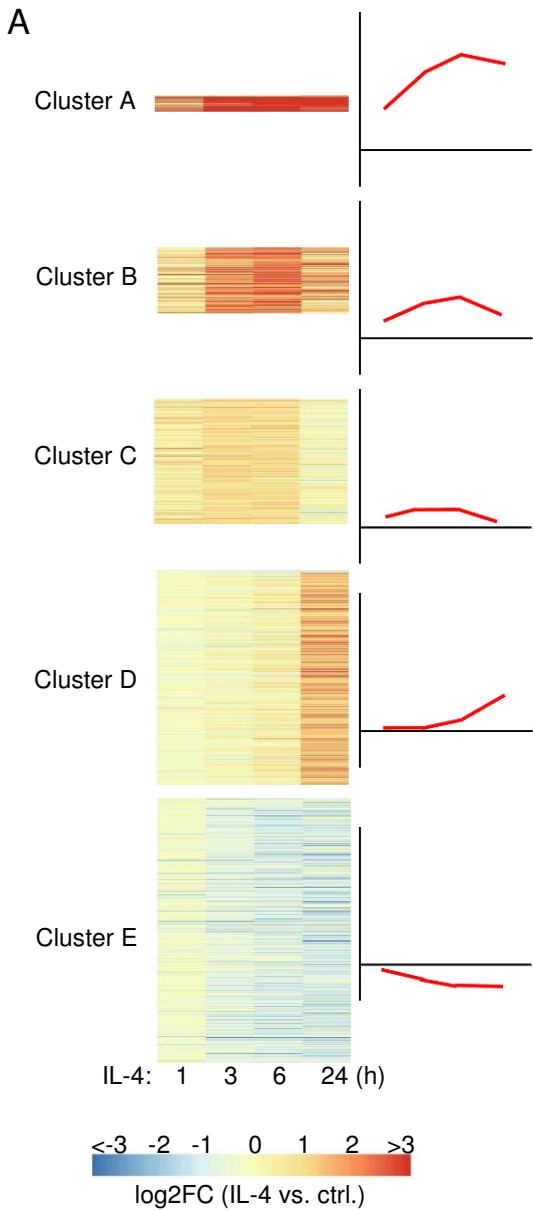 A
Cluster A
Cluster B
Cluster C
Cluster D
Cluster E
IL-4: 1 3 6 24 (h)
<-3 -2 -1 0 1 2 >3
log2FC (IL-4 vs. ctrl.)